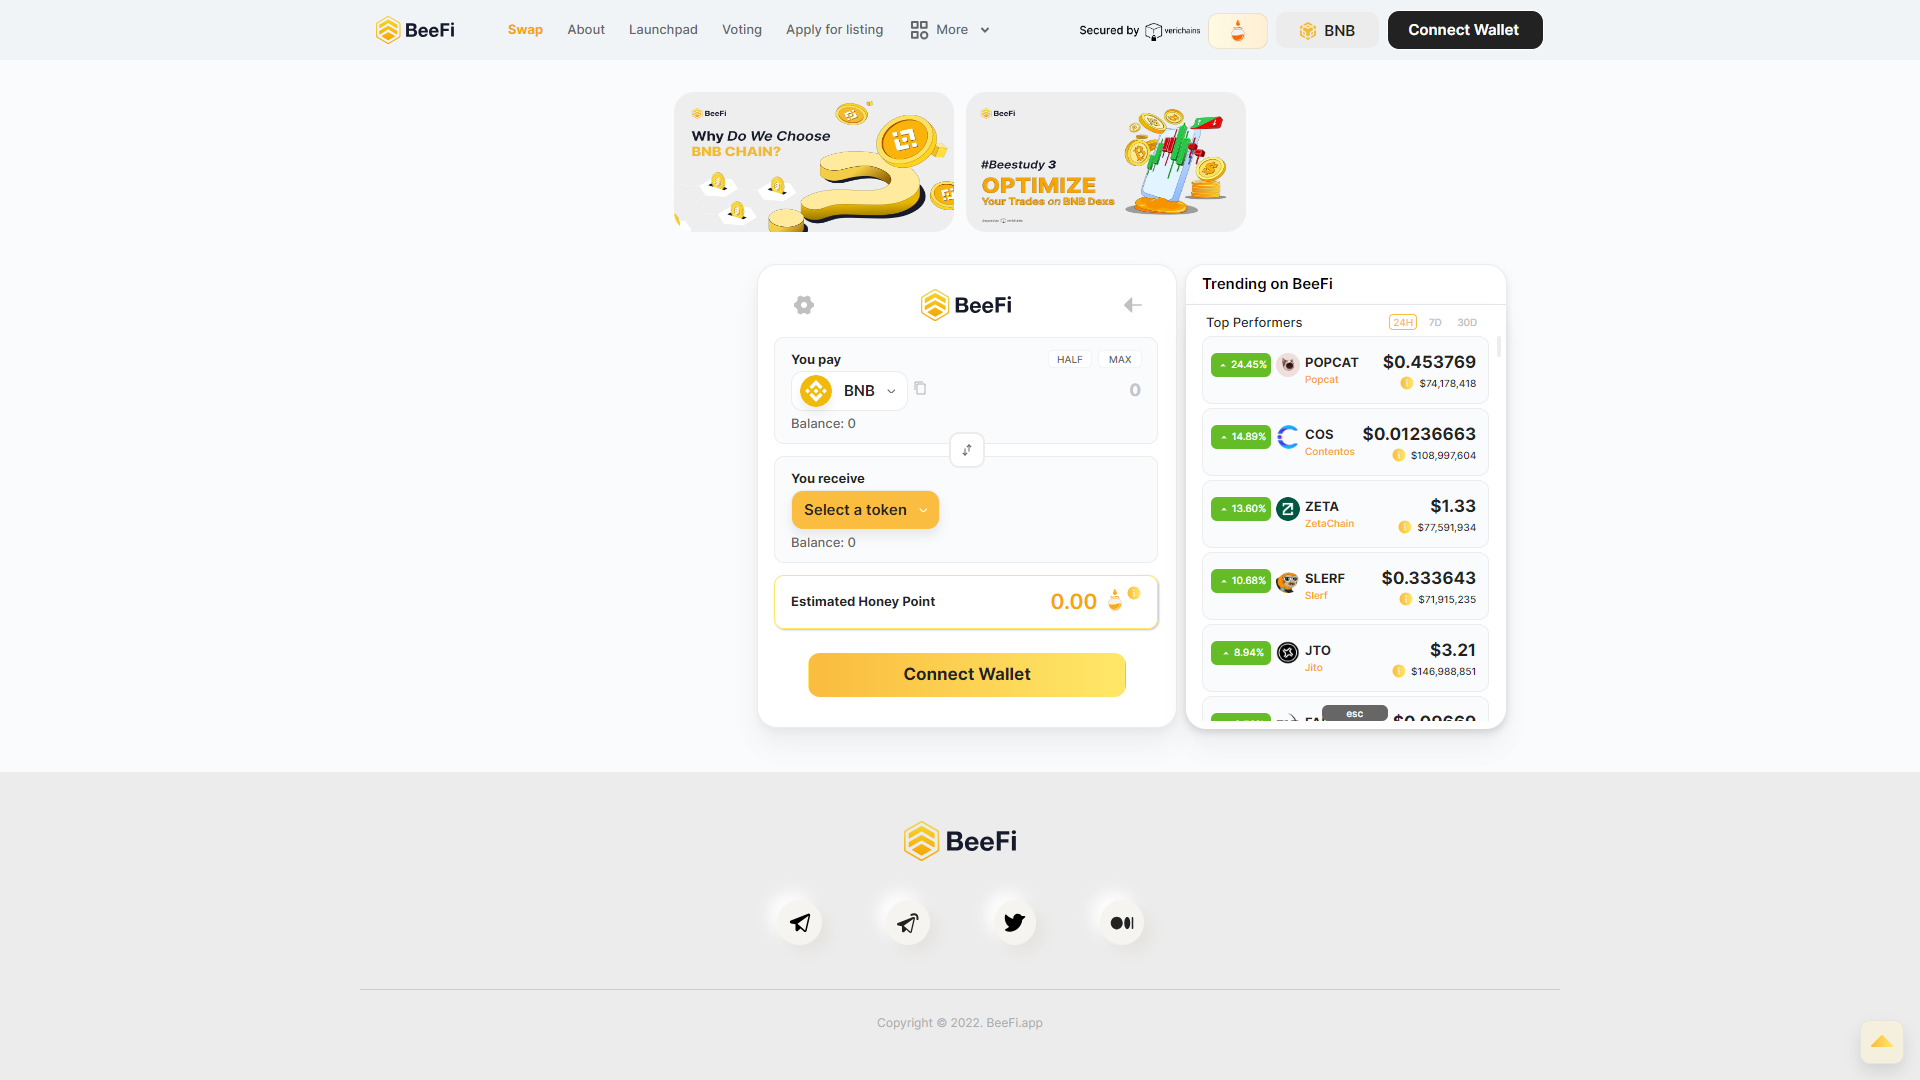 BeeFi
Swap
About
Launchpad
Voting
Apply for listing
More
Secured by
verichains
BNB
Connect Wallet
BeeFi
Why Do We Choose
BNB CHAIN?
BeeFi
#Beestudy 3
OPTIMIZE
Your Trades on BNB Dexs
BeeFi
You pay
HALF
MAX
BNB
0
Balance: 0
You receive
Select a token
Balance: 0
Estimated Honey Point
0.00
Connect Wallet
Trending on BeeFi
Top Performers
24H
7D
30D
24.45%
POPCAT
Popcat
$0.453769
$74,178,418
14.89%
COS
Contentos
$0.01236663
$108,997,604
13.60%
ZETA
ZetaChain
$1.33
$77,591,934
10.68%
SLERF
Slerf
$0.333643
$71,915,235
8.94%
JTO
Jito
$3.21
$146,988,851
esc
$0.09669
BeeFi
Copyright © 2022. BeeFi.app